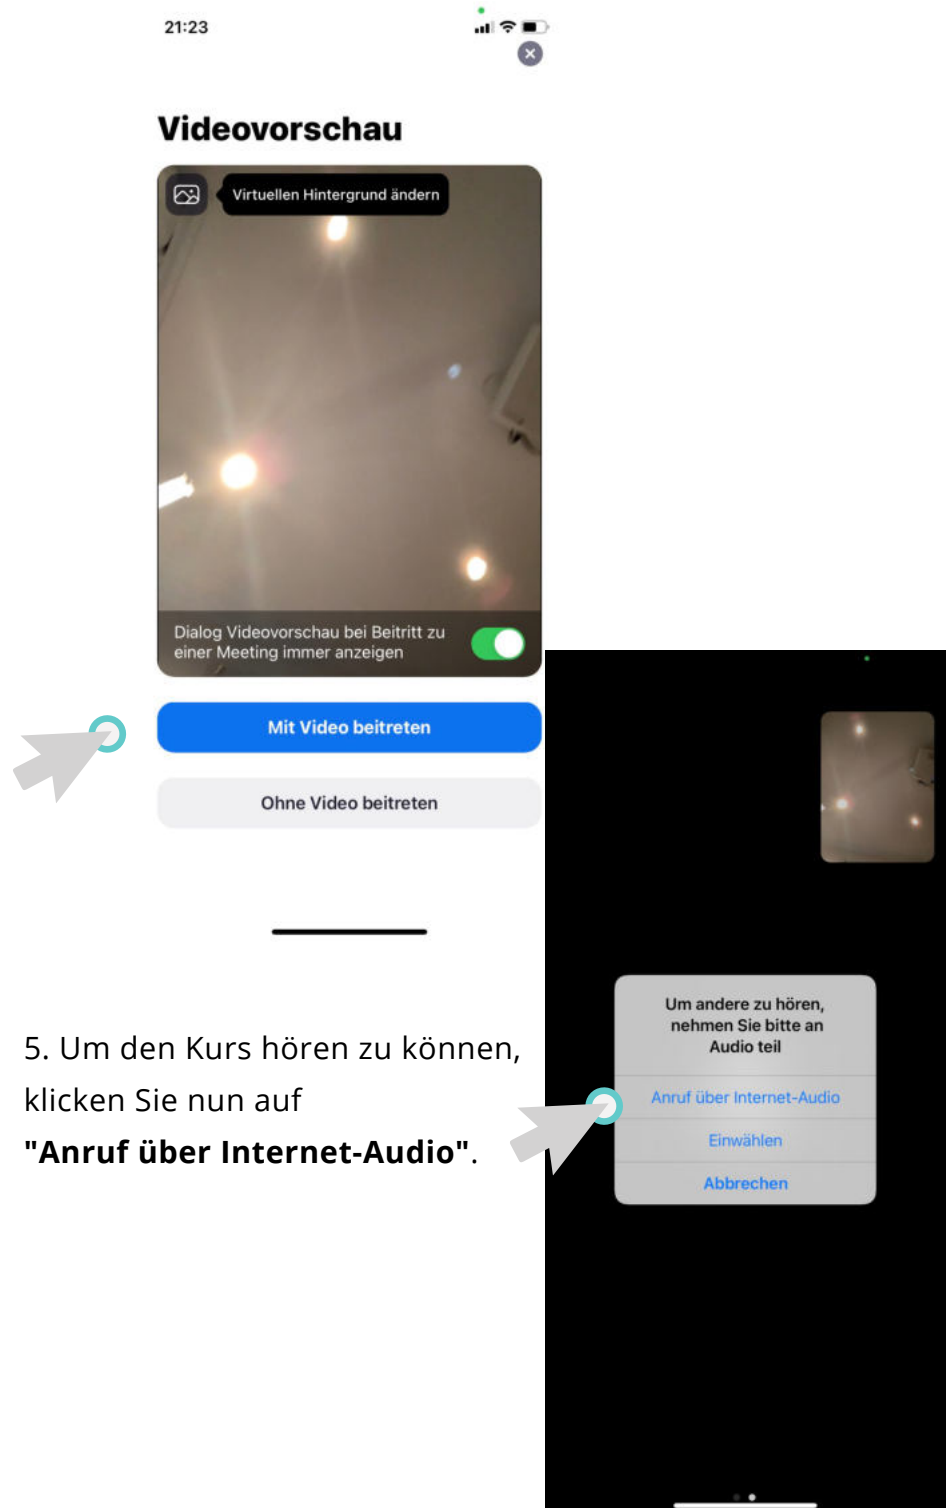 21:23
Videovorschau
Virtuellen Hintergrund ändern
Dialog Videovorschau bei Beitritt zu
einer Meeting immer anzeigen
Mit Video beitreten
Ohne Video beitreten
5. Um den Kurs hören zu können,
klicken Sie nun auf
"Anruf über Internet-Audio".
Um andere zu hören,
nehmen Sie bitte an
Audio teil
Anruf über Internet-Audio
Einwählen
Abbrechen